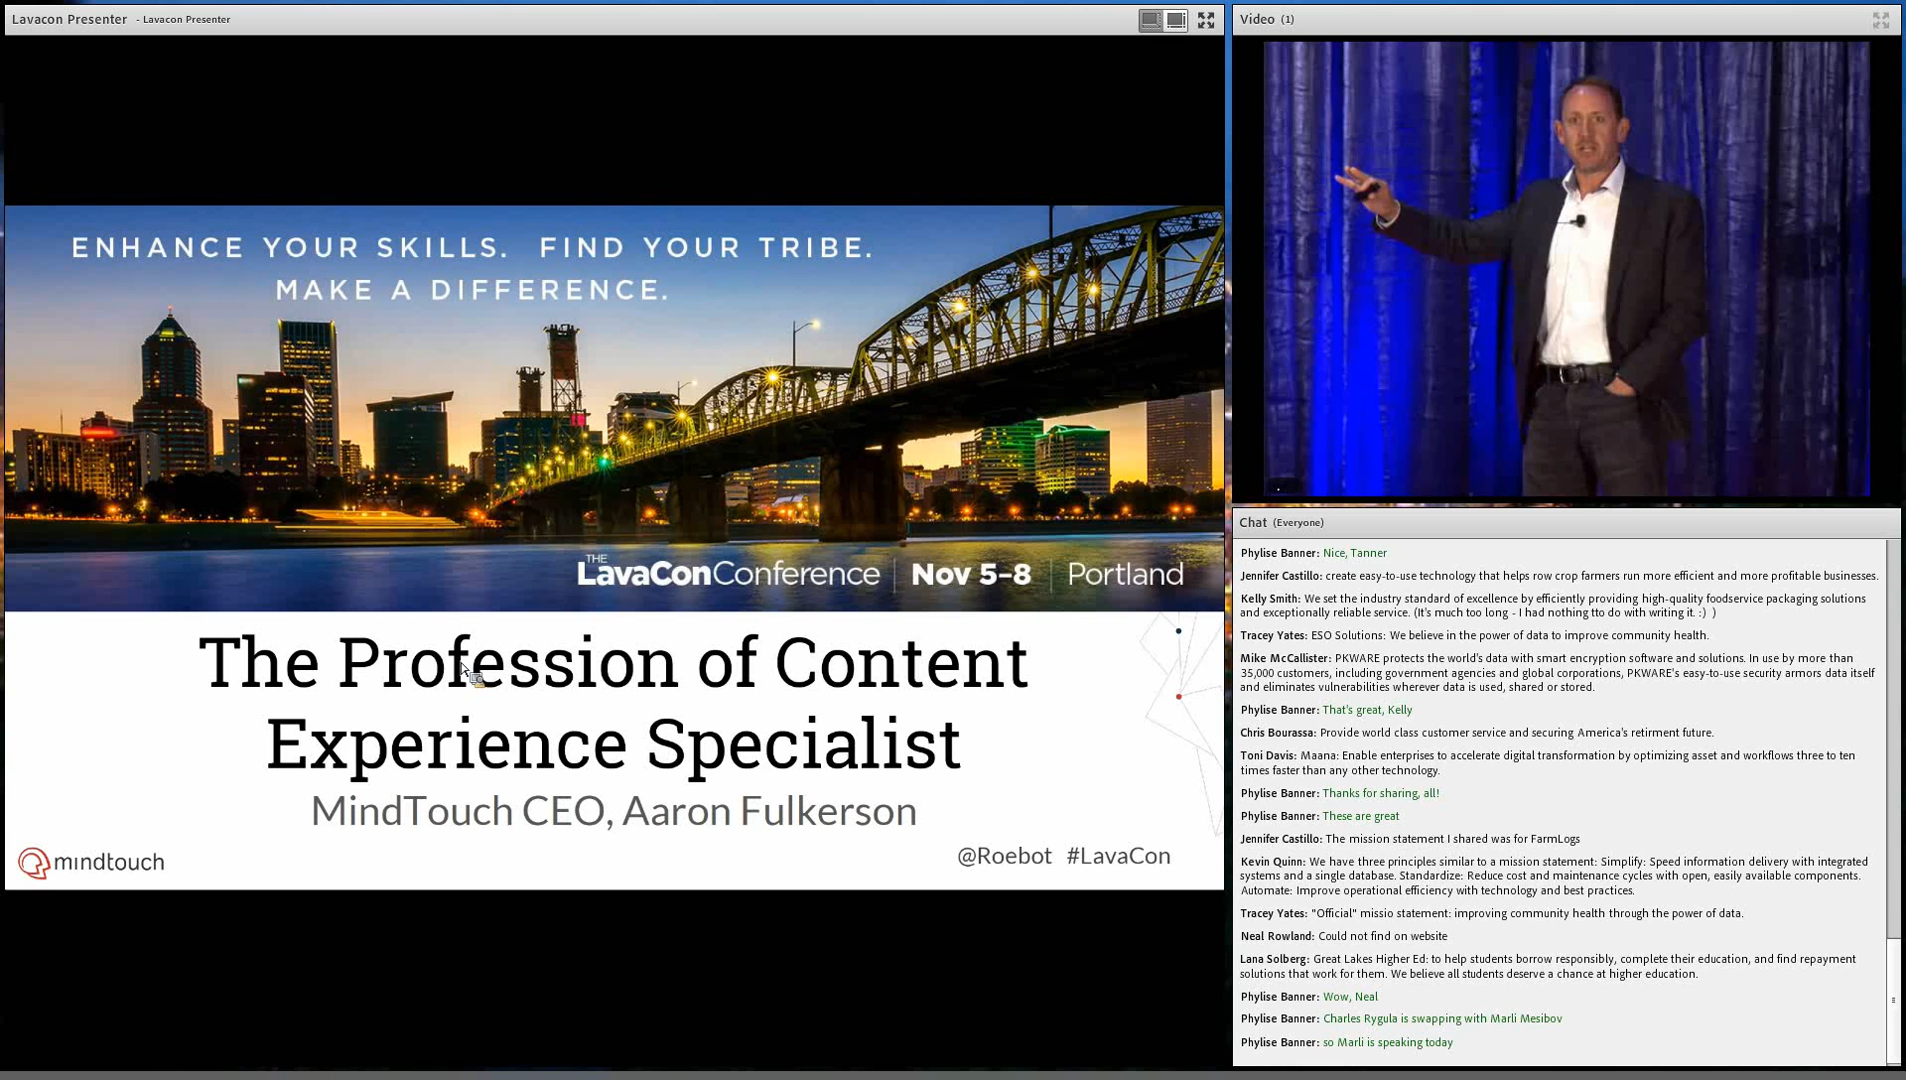 Lavacon Presenter - Lavacon Presenter
ENHANCE YOUR SKILLS. FIND YOUR TRIBE.
MAKE A DIFFERENCE.
THE
LavaConConference | Nov 5-8 | Portland
The Profession of Content
Experience Specialist
MindTouch CEO, Aaron Fulkerson
mindtouch
@Roebot #LavaCon
Video (1)
Chat (Everyone)
Phylise Banner: Nice, Tanner
Jennifer Castillo: create easy-to-use technology that helps row crop farmers run more efficient and more profitable businesses.
Kelly Smith: We set the industry standard of excellence by efficiently providing high-quality foodservice packaging solutions
and exceptionally reliable service. (It's much too long - I had nothing tto do with writing it. :) )
Tracey Yates: ESO Solutions: We believe in the power of data to improve community health.
Mike McCallister: PKWARE protects the world's data with smart encryption software and solutions. In use by more than
35,000 customers, including government agencies and global corporations, PKWARE's easy-to-use security armors data itself
and eliminates vulnerabilities wherever data is used, shared or stored.
Phylise Banner: That's great, Kelly
Chris Bourassa: Provide world class customer service and securing America's retirment future.
Toni Davis: Maana: Enable enterprises to accelerate digital transformation by optimizing asset and workflows three to ten
times faster than any other technology.
Phylise Banner: Thanks for sharing, all!
Phylise Banner: These are great
Jennifer Castillo: The mission statement I shared was for FarmLogs
Kevin Quinn: We have three principles similar to a mission statement: Simplify: Speed information delivery with integrated
systems and a single database. Standardize: Reduce cost and maintenance cycles with open, easily available components.
Automate: Improve operational efficiency with technology and best practices.
Tracey Yates: "Official" missio statement: improving community health through the power of data.
Neal Rowland: Could not find on website
Lana Solberg: Great Lakes Higher Ed: to help students borrow responsibly, complete their education, and find repayment
solutions that work for them. We believe all students deserve a chance at higher education.
Phylise Banner: Wow, Neal
Phylise Banner: Charles Rygula is swapping with Marli Mesibov
Phylise Banner: so Marli is speaking today